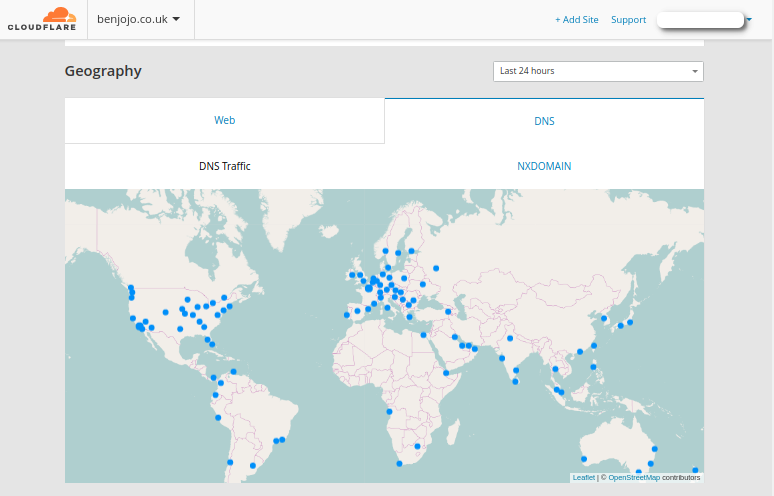 CLOUDFLARE
benjojo.co.uk
+ Add Site
Support
Geography
Last 24 hours
Web
DNS
DNS Traffic
NXDOMAIN
Leaflet | © OpenStreetMap contributors